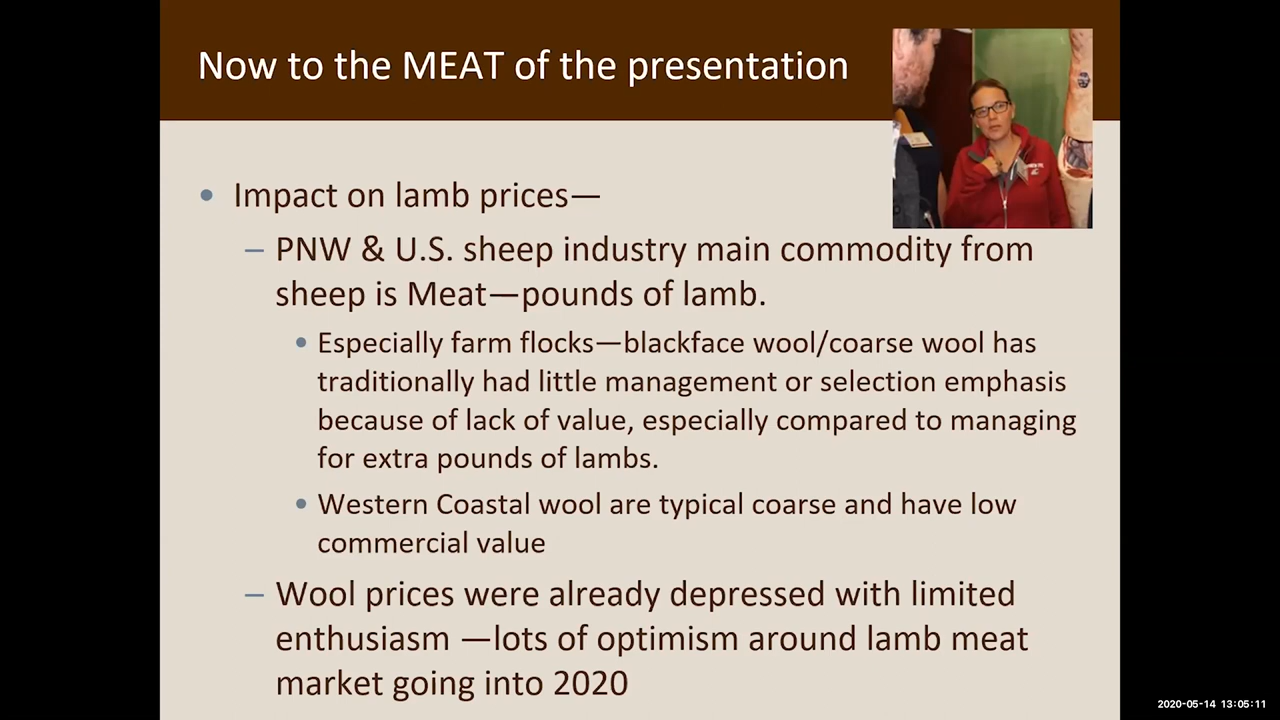 Now to the MEAT of the presentation
• Impact on lamb prices—
– PNW & U.S. sheep industry main commodity from
sheep is Meat—pounds of lamb.
• Especially farm flocks—blackface wool/coarse wool has
traditionally had little management or selection emphasis
because of lack of value, especially compared to managing
for extra pounds of lambs.
• Western Coastal wool are typical coarse and have low
commercial value
– Wool prices were already depressed with limited
enthusiasm —lots of optimism around lamb meat
market going into 2020
2020-05-14 13:05:11